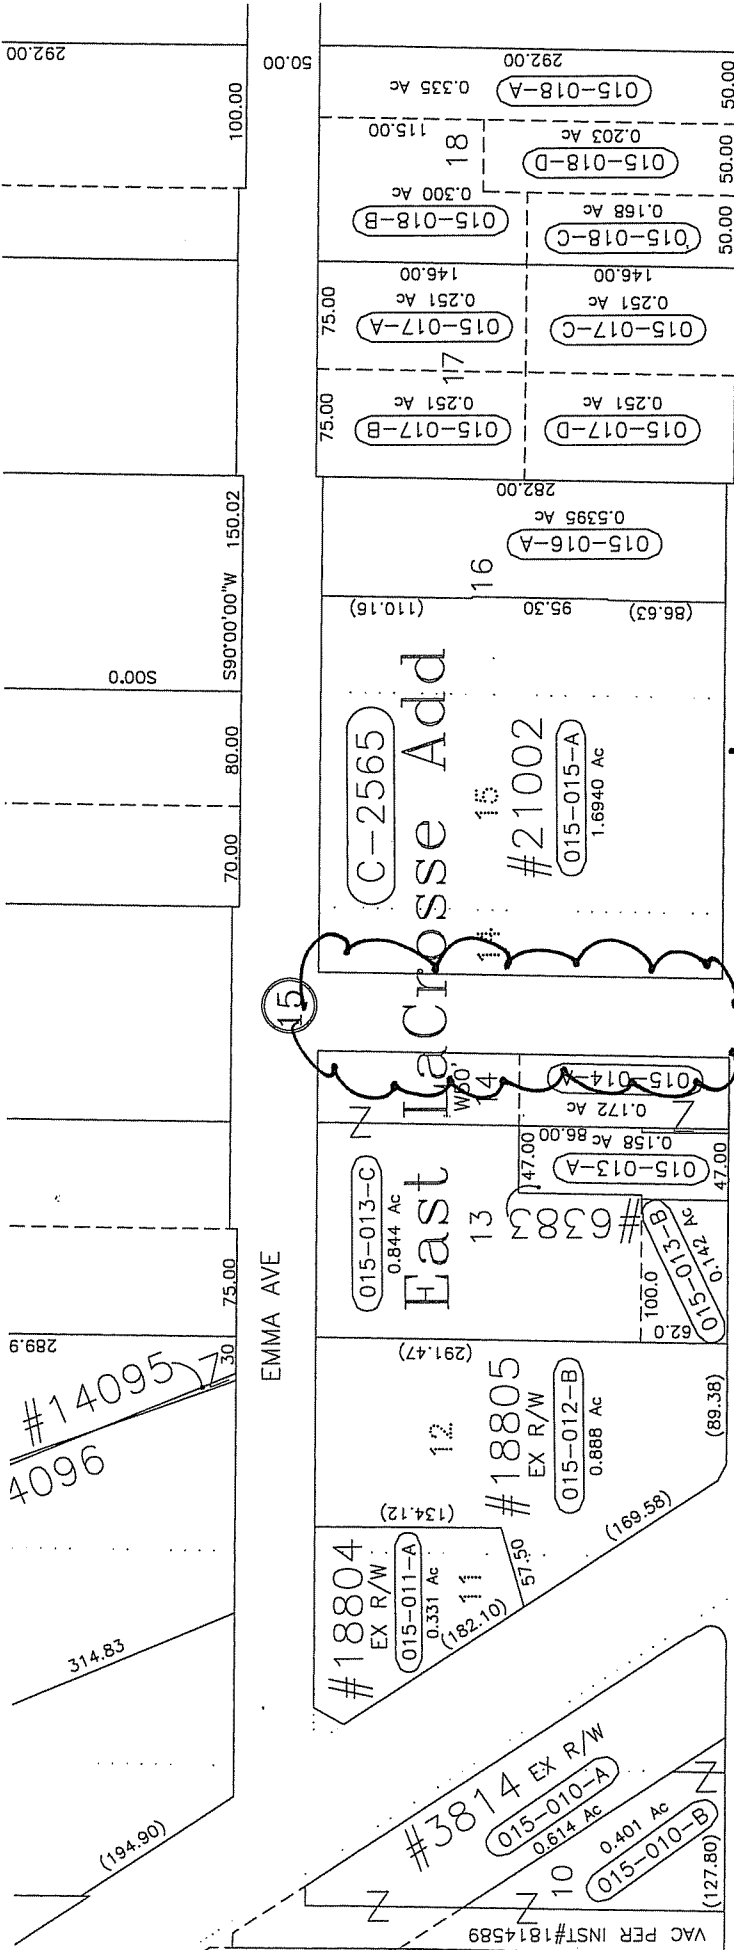 292.00
100.00
50.00
292.00
015-018-A
0.335 Ac
50.00
115.00
18
0.203 Ac
015-018-D
50.00
0.300 Ac
015-018-B
0.168 Ac
015-018-C
50.00
146.00
146.00
75.00
0.251 Ac
015-017-A
0.251 Ac
015-017-C
17
75.00
0.251 Ac
015-017-B
0.251 Ac
015-017-D
S90°00'00"W 150.02
282.00
0.5395 Ac
015-016-A
16
(110.16)
95.30
(86.63)
S00.0
80.00
70.00
C-2565
East LaCrosse Add
15
#21002
015-015-A
1.6940 Ac
14
15
W60'
14
015-014-A
0.172 Ac
Z
Z
86.00
0.158 Ac
015-013-A
47.00
47.00
015-013-C
0.844 Ac
13
#6383
015-013-B
0.142 Ac
100.0
62.0
EMMA AVE
75.00
289.9
30
Z
#14095
4096
(291.47)
12
#18805
EX R/W
015-012-B
0.888 Ac
(89.38)
(134.12)
(169.58)
57.50
#18804
EX R/W
015-011-A
0.331 Ac
11
(182.10)
314.83
(194.90)
#3814 EX R/W
015-010-A
0.614 Ac
10
0.401 Ac
015-010-B
(127.80)
Z
Z
Z
VAC PER INST#1814589